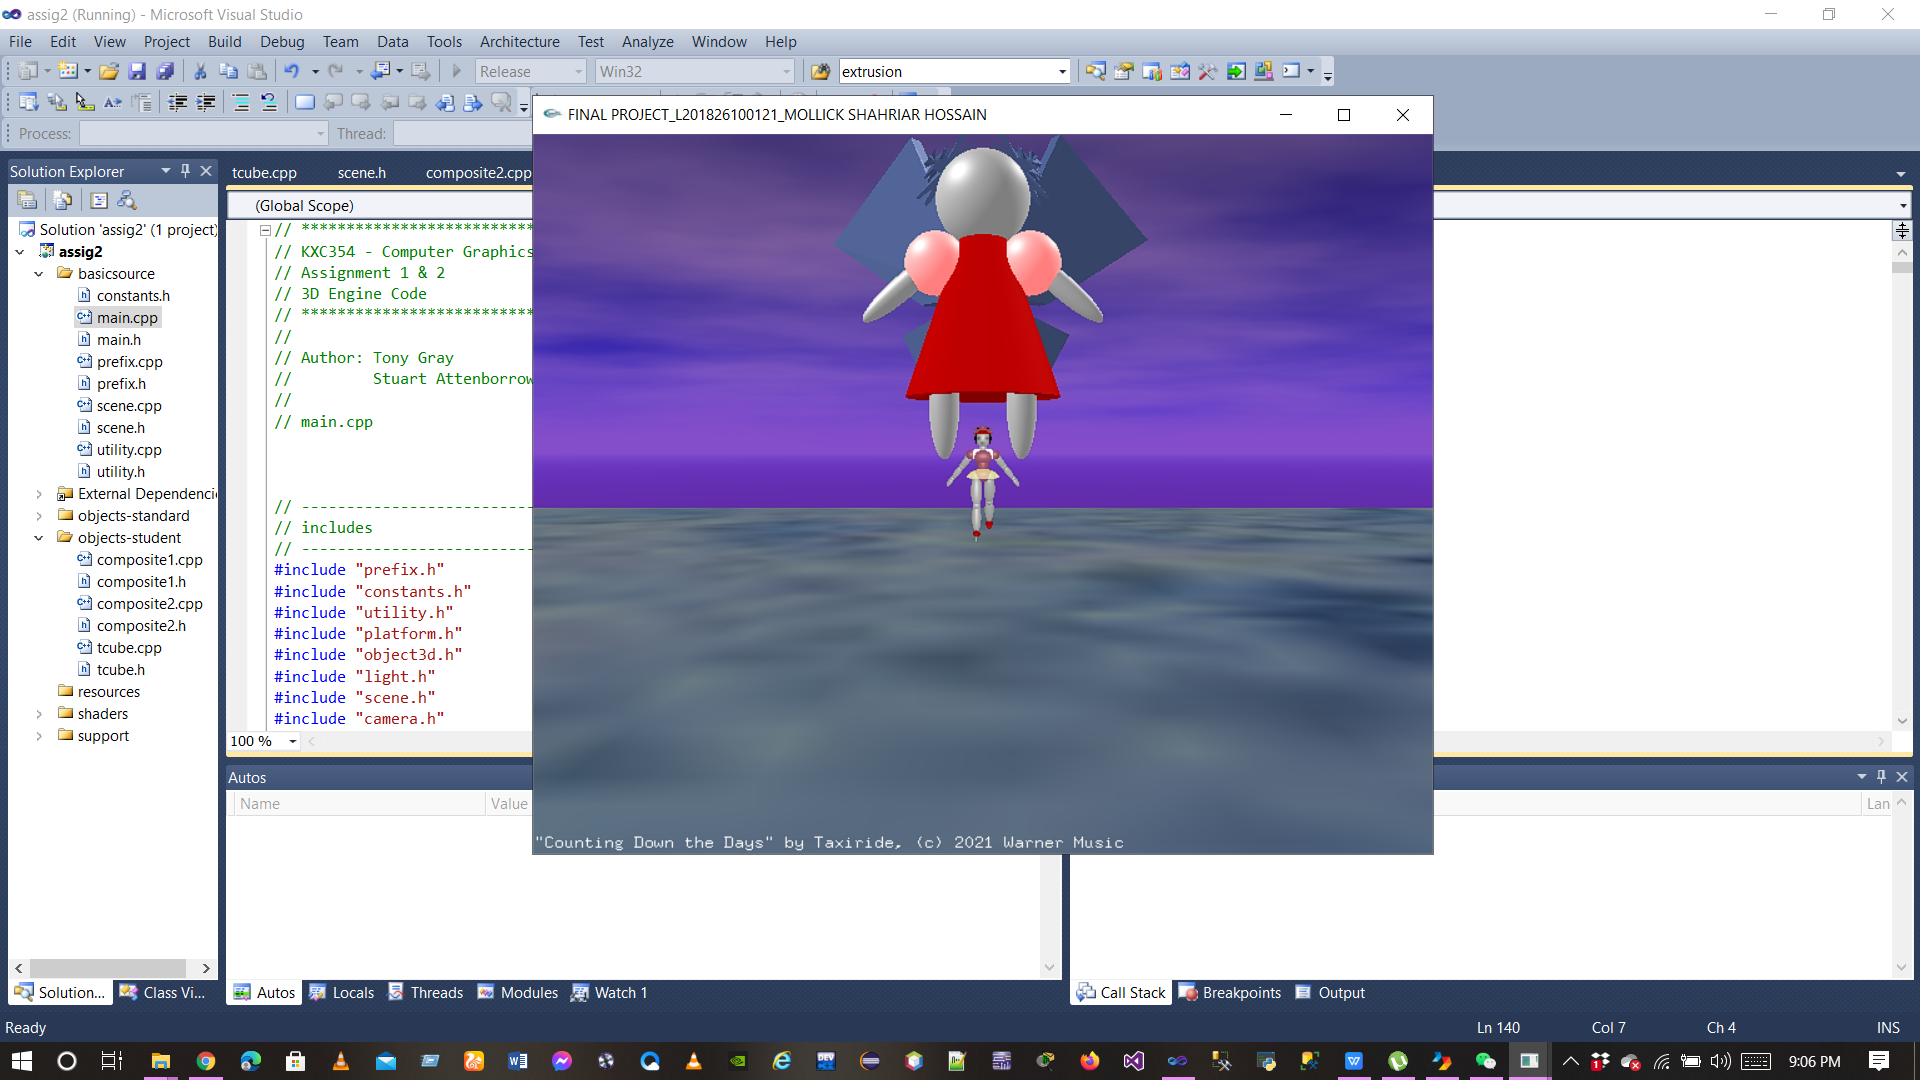 assig2 (Running) - Microsoft Visual Studio
File Edit View Project Build Debug Team Data Tools Architecture Test Analyze Window Help
Release Win32 extrusion
Process: Thread:
FINAL PROJECT_L201826100121_MOLLICK SHAHRIAR HOSSAIN
Solution Explorer
tcube.cpp scene.h composite2.cpp
(Global Scope)
Solution 'assig2' (1 project)
assig2
basicsource
constants.h
main.cpp
main.h
prefix.cpp
prefix.h
scene.cpp
scene.h
utility.cpp
utility.h
External Dependenci
objects-standard
objects-student
composite1.cpp
composite1.h
composite2.cpp
composite2.h
tcube.cpp
tcube.h
resources
shaders
support
// **************************
// KXC354 - Computer Graphics
// Assignment 1 & 2
// 3D Engine Code
// **************************
//
// Author: Tony Gray
// Stuart Attenborrow
//
// main.cpp
// --------------------------
// includes
// --------------------------
#include "prefix.h"
#include "constants.h"
#include "utility.h"
#include "platform.h"
#include "object3d.h"
#include "light.h"
#include "scene.h"
#include "camera.h"
100 %
"Counting Down the Days" by Taxiride, (c) 2021 Warner Music
Autos
Name Value
Lan
Solution... Class Vi...
Autos Locals Threads Modules Watch 1
Call Stack Breakpoints Output
Ready Ln 140 Col 7 Ch 4 INS
9:06 PM